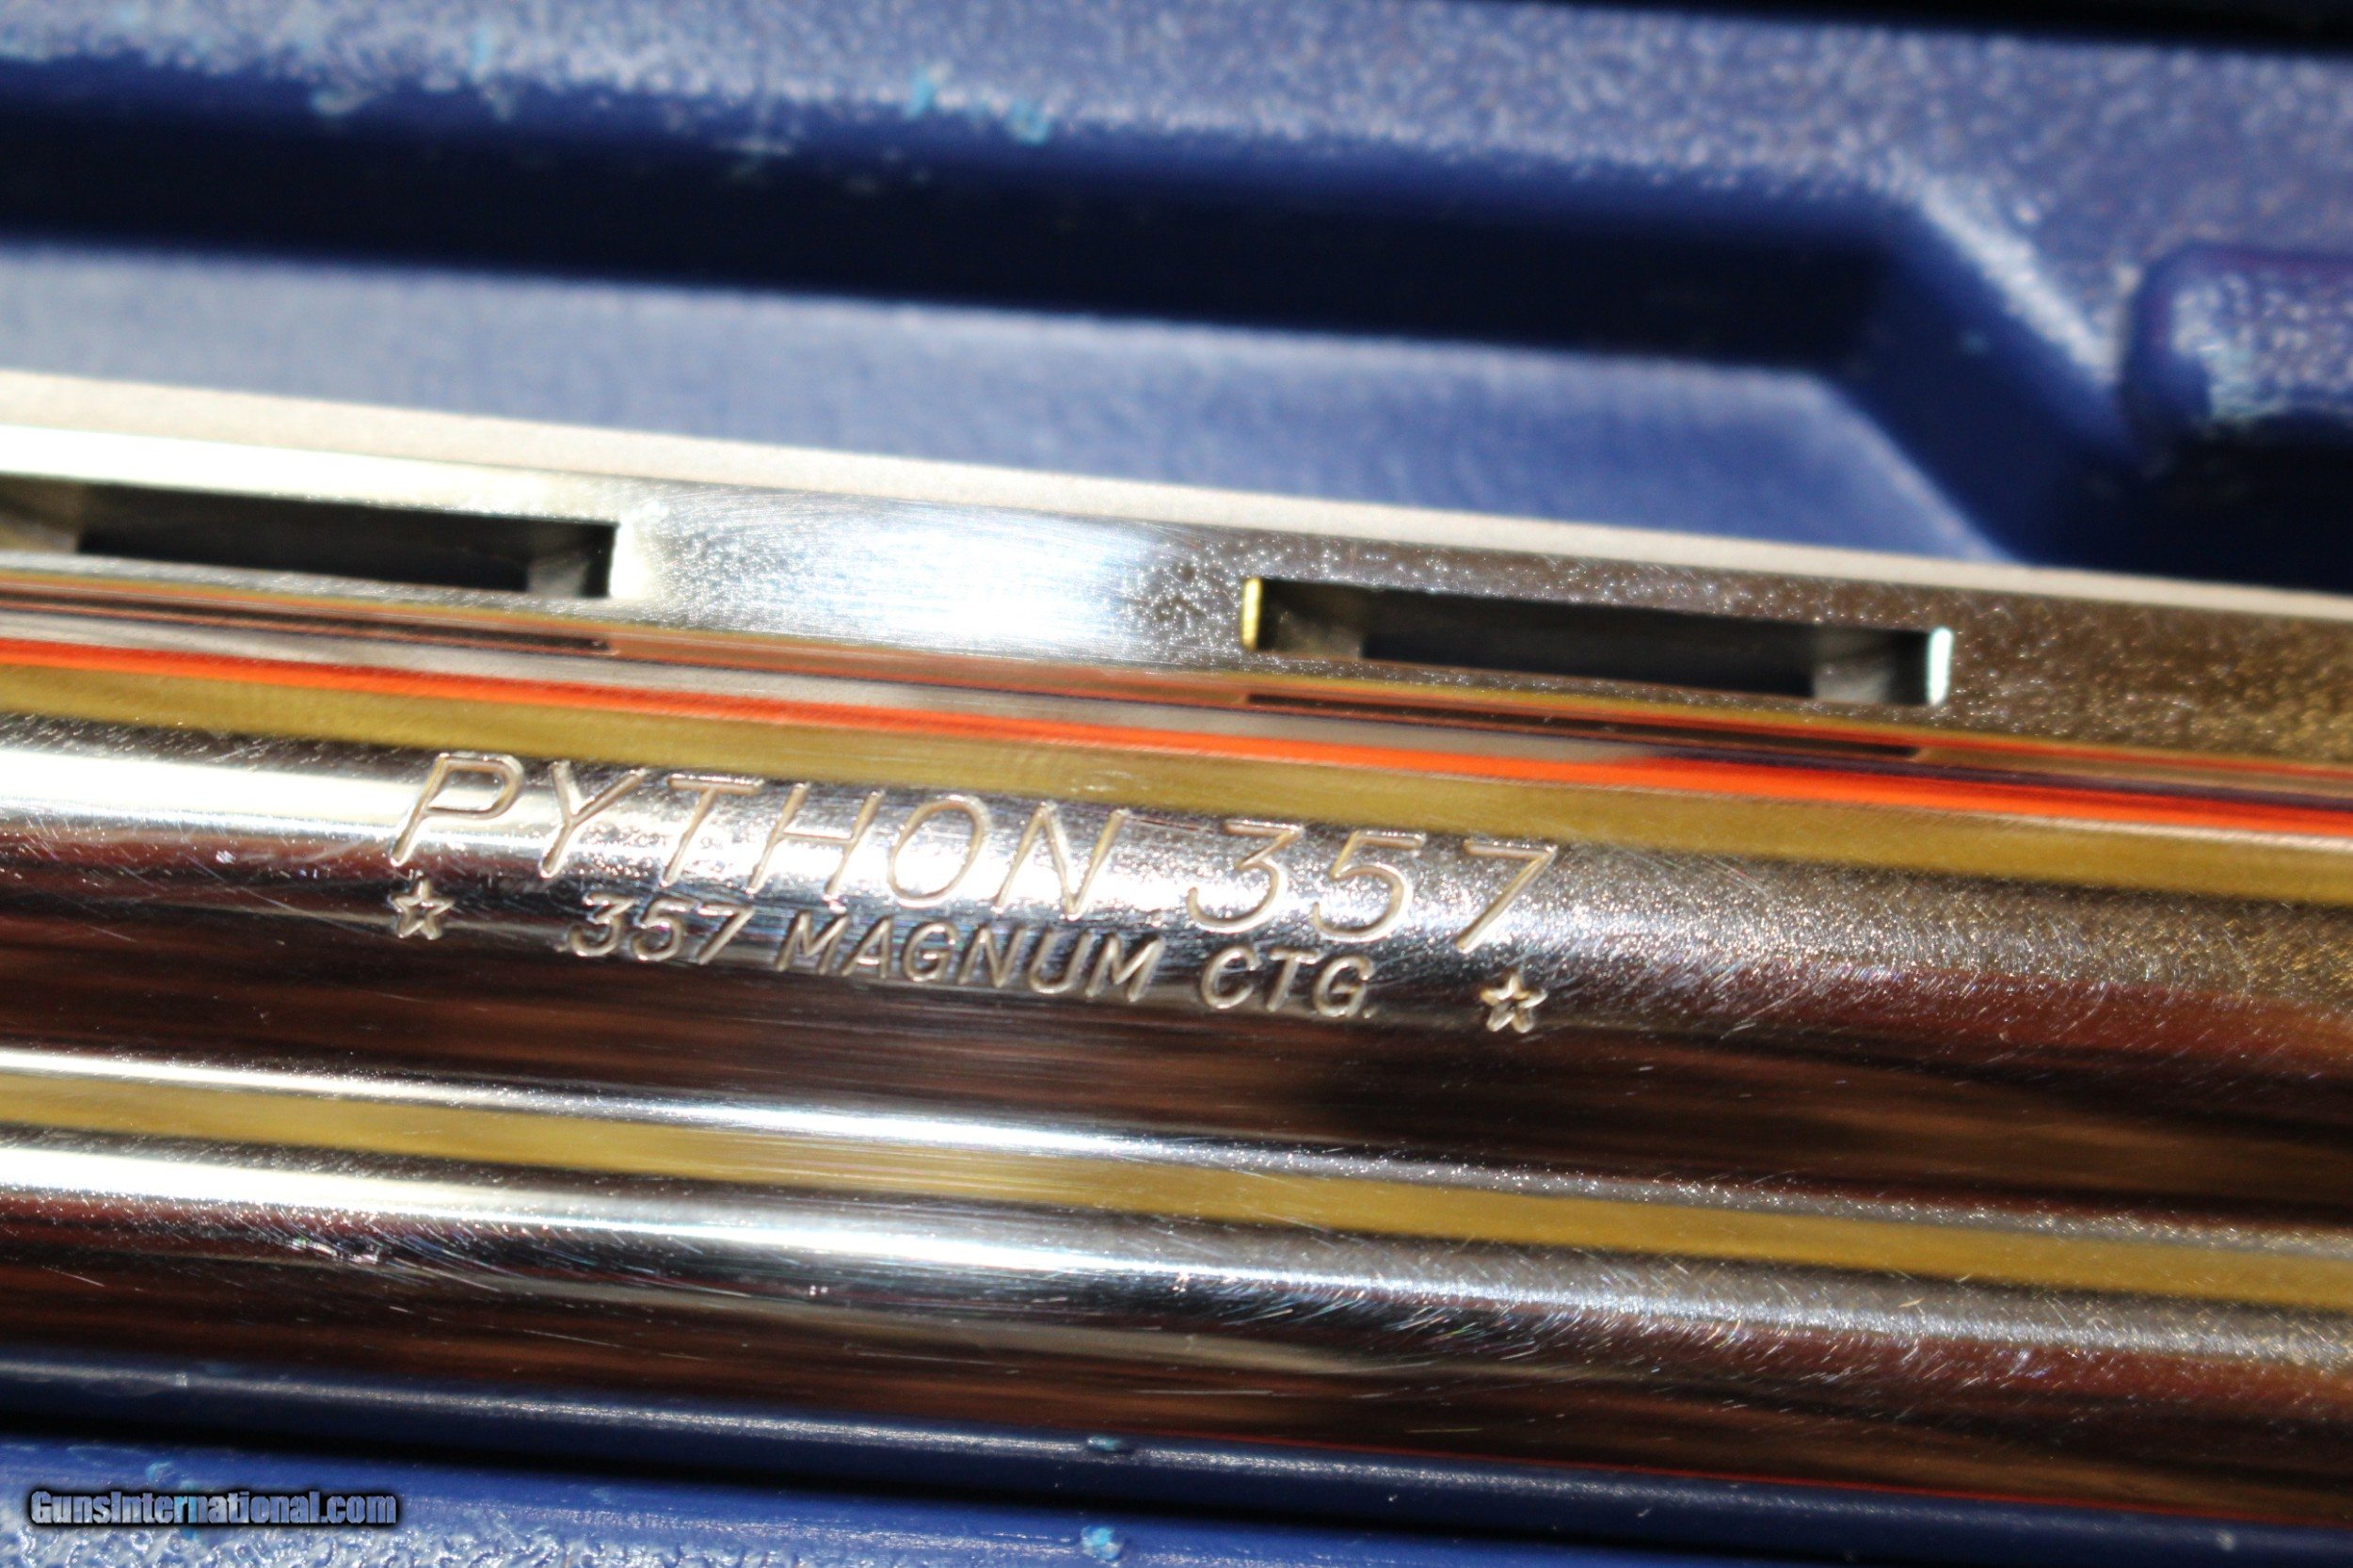 PYTHON 357
☆ 357 MAGNUM CTG. ☆
GunsInternational.com